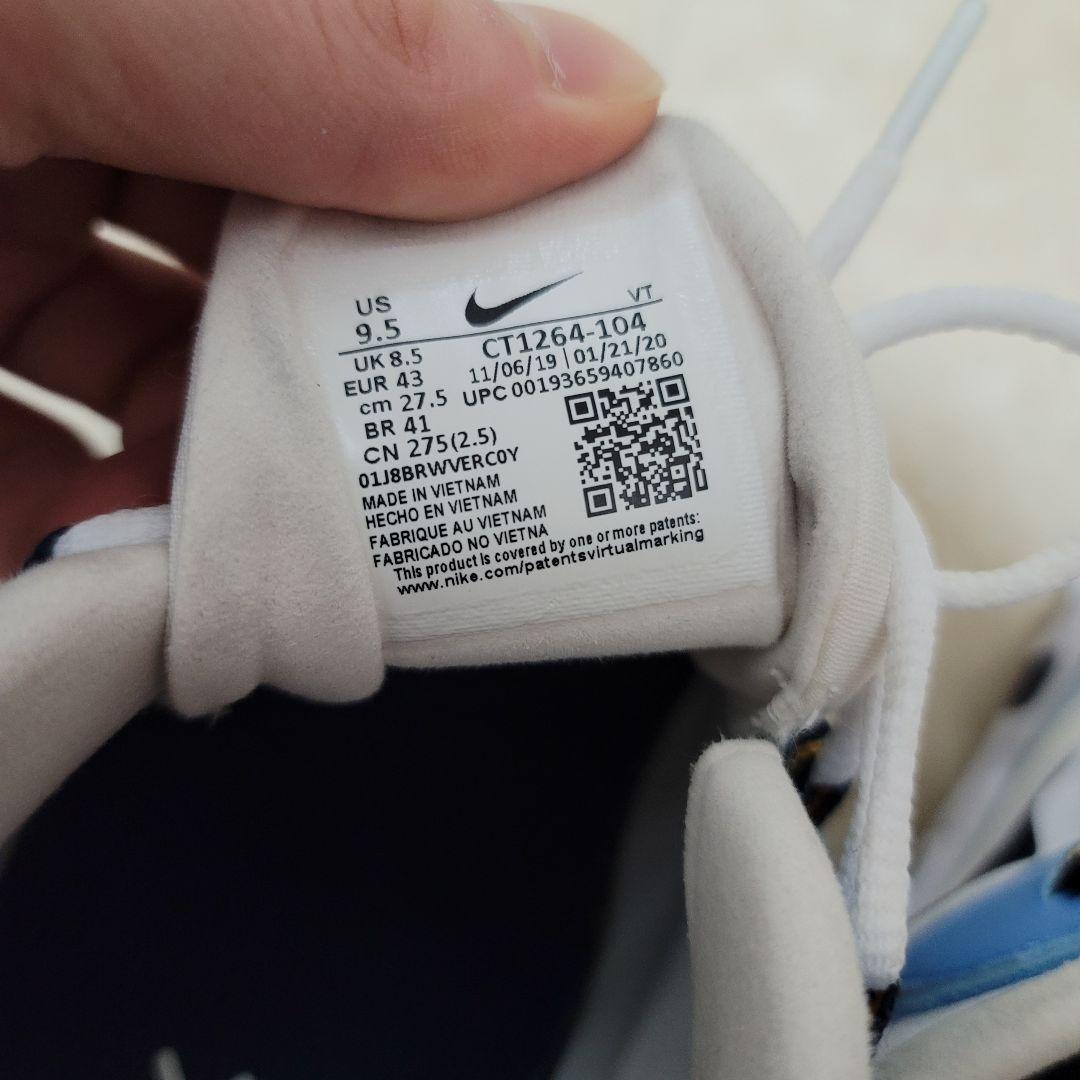 US
9.5
VT
UK 8.5
CT1264-104
EUR 43
11/06/19 | 01/21/20
cm 27.5
UPC 00193659407860
BR 41
CN 275(2.5)
01J8BRWVERC0Y
MADE IN VIETNAM
HECHO EN VIETNAM
FABRIQUE AU VIETNAM
FABRICADO NO VIETNA
This product is covered by one or more patents:
www.nike.com/patentsvirtualmarking